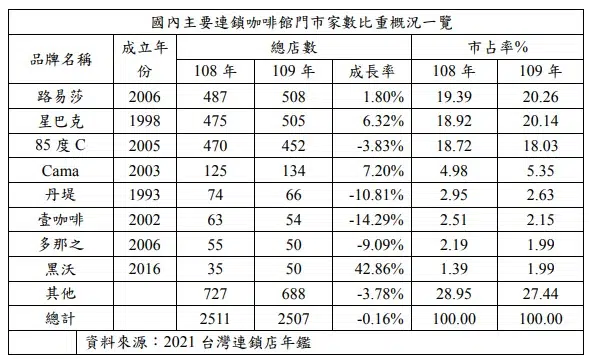 國內主要連鎖咖啡館門市家數比重概況一覽
品牌名稱 成立年份 總店數 市占率%
108 年 109 年 成長率 108 年 109 年
路易莎 2006 487 508 1.80% 19.39 20.26
星巴克 1998 475 505 6.32% 18.92 20.14
85 度 C 2005 470 452 -3.83% 18.72 18.03
Cama 2003 125 134 7.20% 4.98 5.35
丹堤 1993 74 66 -10.81% 2.95 2.63
壹咖啡 2002 63 54 -14.29% 2.51 2.15
多那之 2006 55 50 -9.09% 2.19 1.99
黑沃 2016 35 50 42.86% 1.39 1.99
其他 727 688 -3.78% 28.95 27.44
總計 2511 2507 -0.16% 100.00 100.00
資料來源：2021 台灣連鎖店年鑑